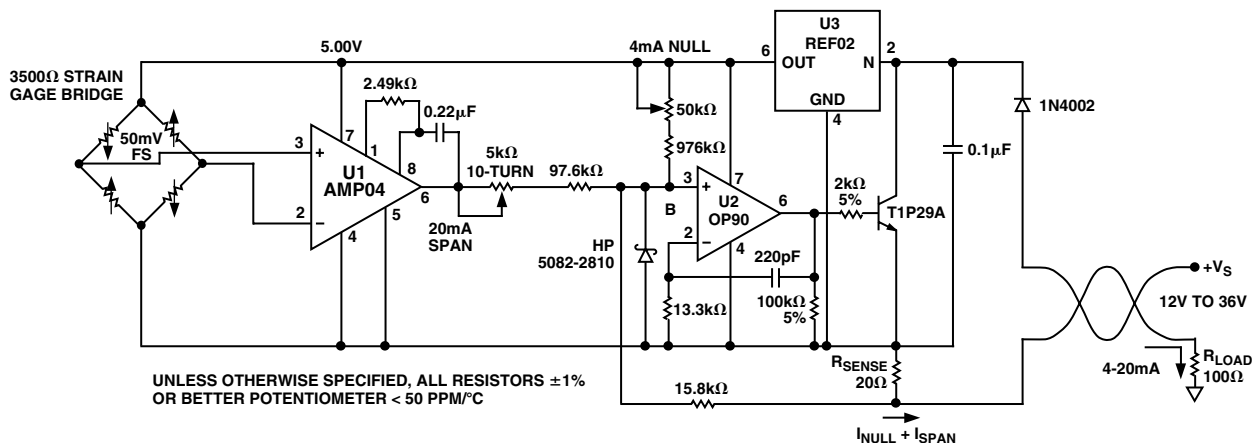 3500Ω STRAIN
GAGE BRIDGE
50mV
FS
5.00V
2.49kΩ
0.22µF
3
+
2
−
7
1
8
6
5
4
U1
AMP04
5kΩ
10-TURN
20mA
SPAN
97.6kΩ
4mA NULL
50kΩ
976kΩ
B
HP
5082-2810
3
+
2
−
7
6
4
U2
OP90
220pF
13.3kΩ
100kΩ
5%
6
OUT
U3
REF02
N
2
GND
4
2kΩ
5%
T1P29A
0.1µF
1N4002
RSENSE
20Ω
15.8kΩ
INULL + ISPAN
+VS
12V TO 36V
4-20mA
RLOAD
100Ω
UNLESS OTHERWISE SPECIFIED, ALL RESISTORS ±1%
OR BETTER POTENTIOMETER < 50 PPM/°C